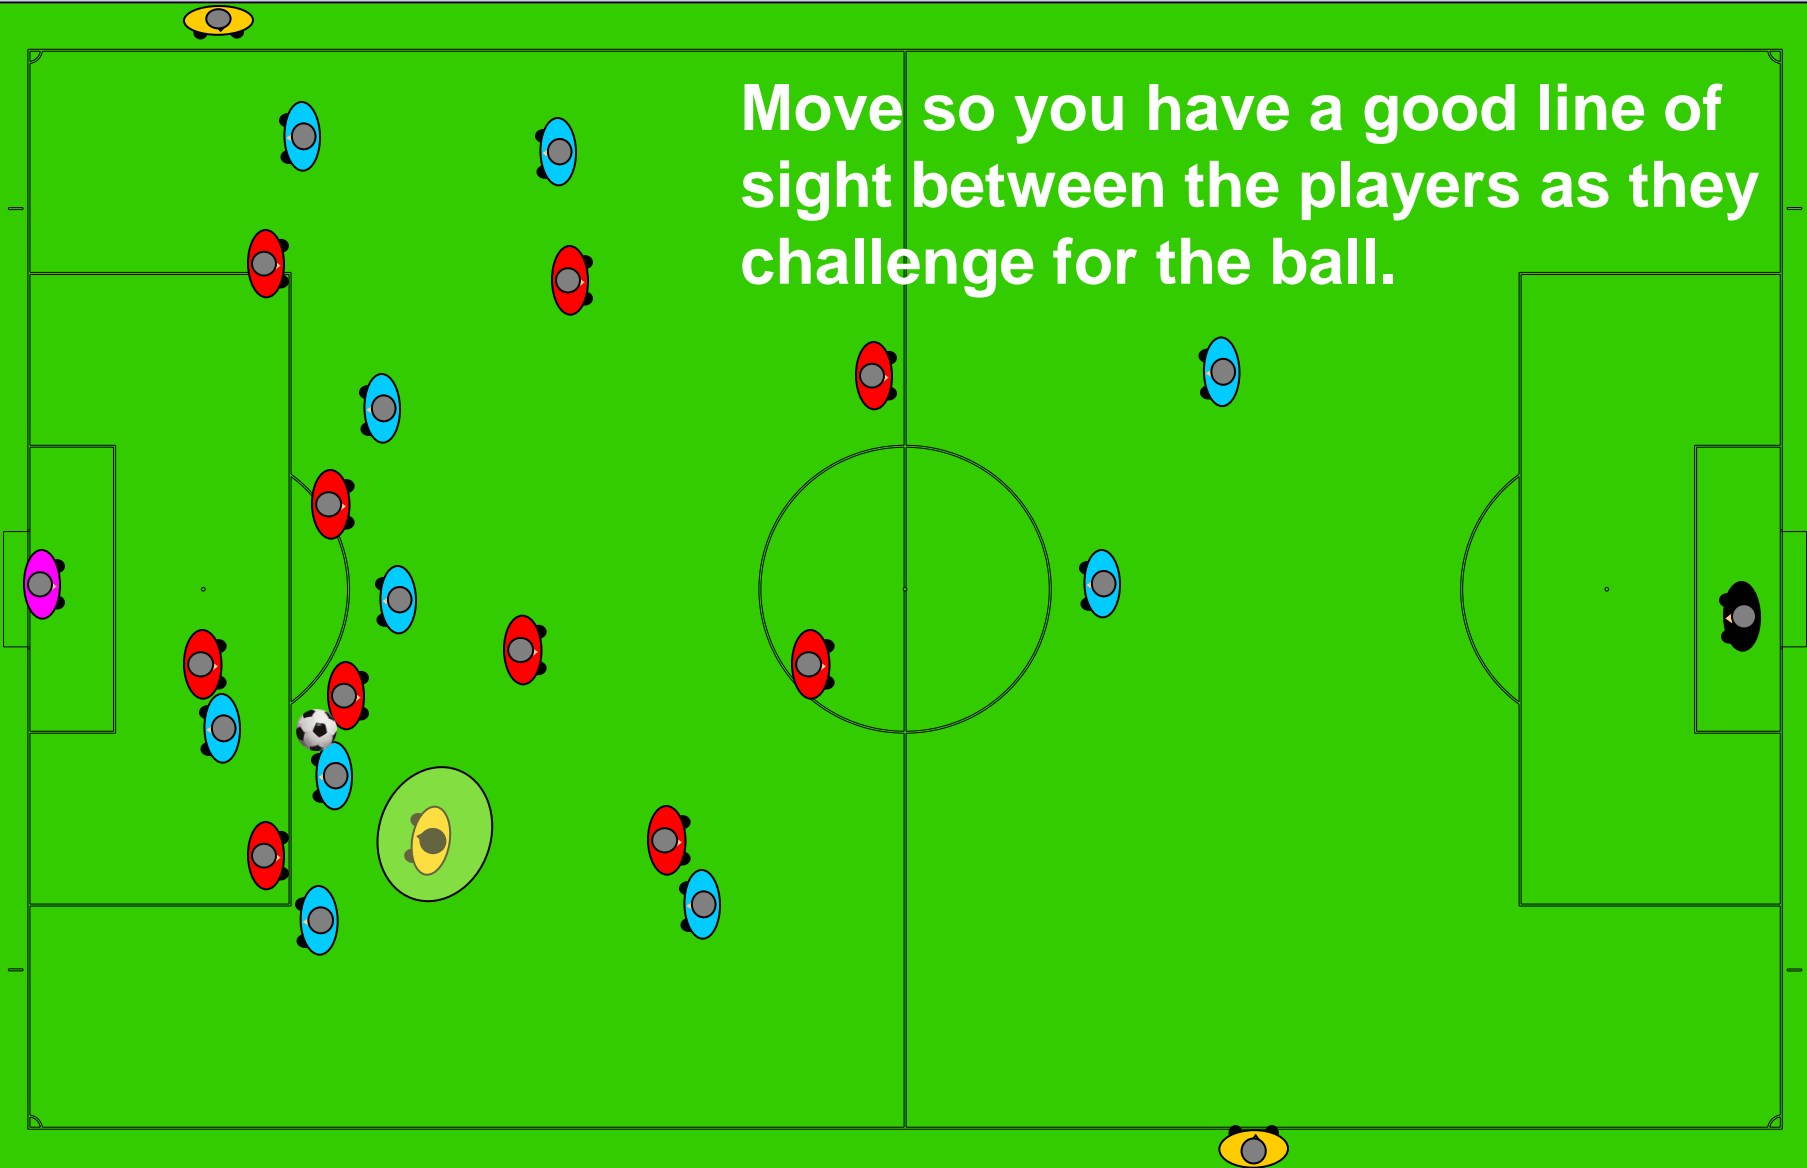 Move so you have a good line of
sight between the players as they
challenge for the ball.